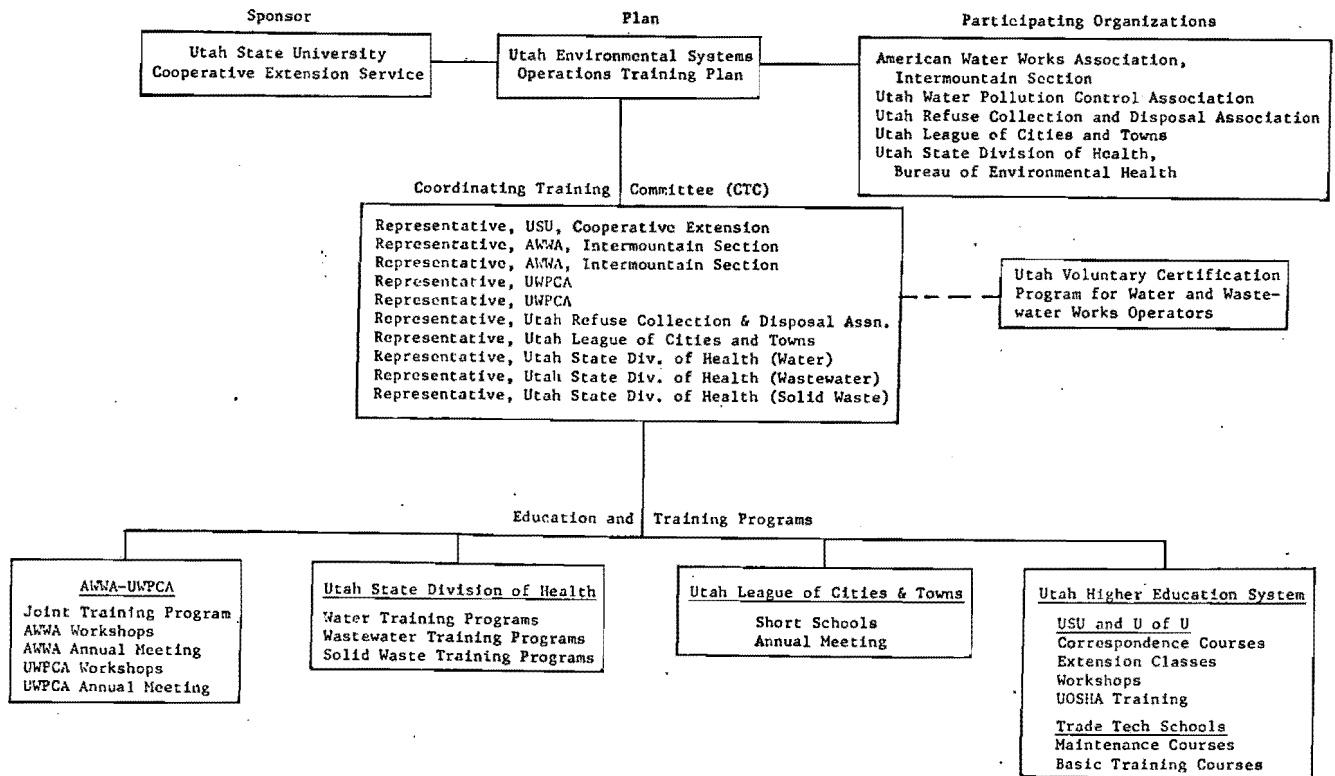 Sponsor
Utah State University
Cooperative Extension Service
Plan
Utah Environmental Systems
Operations Training Plan
Participating Organizations
American Water Works Association,
Intermountain Section
Utah Water Pollution Control Association
Utah Refuse Collection and Disposal Association
Utah League of Cities and Towns
Utah State Division of Health,
Bureau of Environmental Health
Coordinating Training Committee (CTC)
Representative, USU, Cooperative Extension
Representative, AWWA, Intermountain Section
Representative, AWWA, Intermountain Section
Representative, UWPCA
Representative, UWPCA
Representative, Utah Refuse Collection & Disposal Assn.
Representative, Utah League of Cities and Towns
Representative, Utah State Div. of Health (Water)
Representative, Utah State Div. of Health (Wastewater)
Representative, Utah State Div. of Health (Solid Waste)
Utah Voluntary Certification
Program for Water and Waste-
water Works Operators
Education and Training Programs
AWWA-UWPCA
Joint Training Program
AWWA Workshops
AWWA Annual Meeting
UWPCA Workshops
UWPCA Annual Meeting
Utah State Division of Health
Water Training Programs
Wastewater Training Programs
Solid Waste Training Programs
Utah League of Cities & Towns
Short Schools
Annual Meeting
Utah Higher Education System
USU and U of U
Correspondence Courses
Extension Classes
Workshops
UOSHA Training
Trade Tech Schools
Maintenance Courses
Basic Training Courses